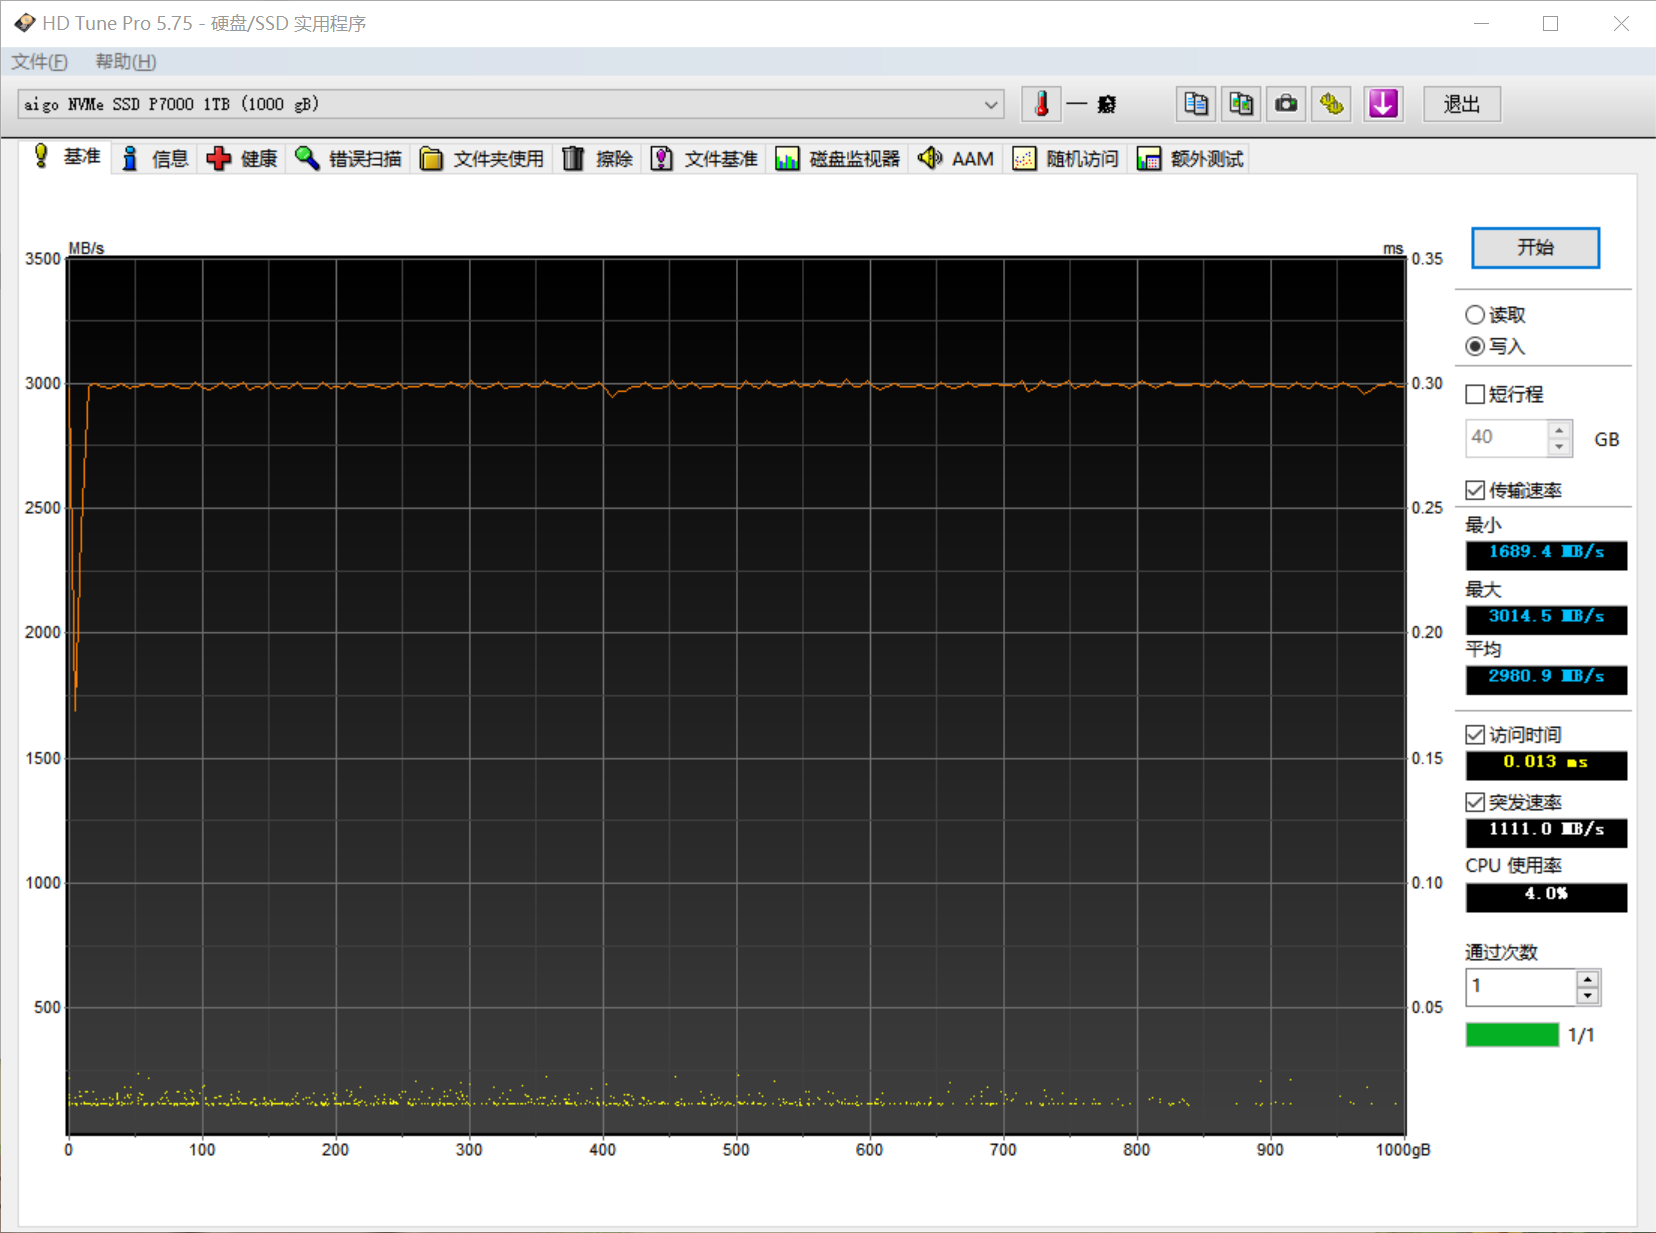 HD Tune Pro 5.75 - 硬盘/SSD 实用程序
文件(F) 帮助(H)
aigo NVMe SSD P7000 1TB (1000 gB)
退出
基准 信息 健康 错误扫描 文件夹使用 擦除 文件基准 磁盘监视器 AAM 随机访问 额外测试
MB/s
ms
3500
3000
2500
2000
1500
1000
500
0.35
0.30
0.25
0.20
0.15
0.10
0.05
0 100 200 300 400 500 600 700 800 900 1000gB
开始
读取
写入
短行程
40 GB
传输速率
最小
1689.4 MB/s
最大
3014.5 MB/s
平均
2980.9 MB/s
访问时间
0.013 ms
突发速率
1111.0 MB/s
CPU 使用率
4.0%
通过次数
1
1/1